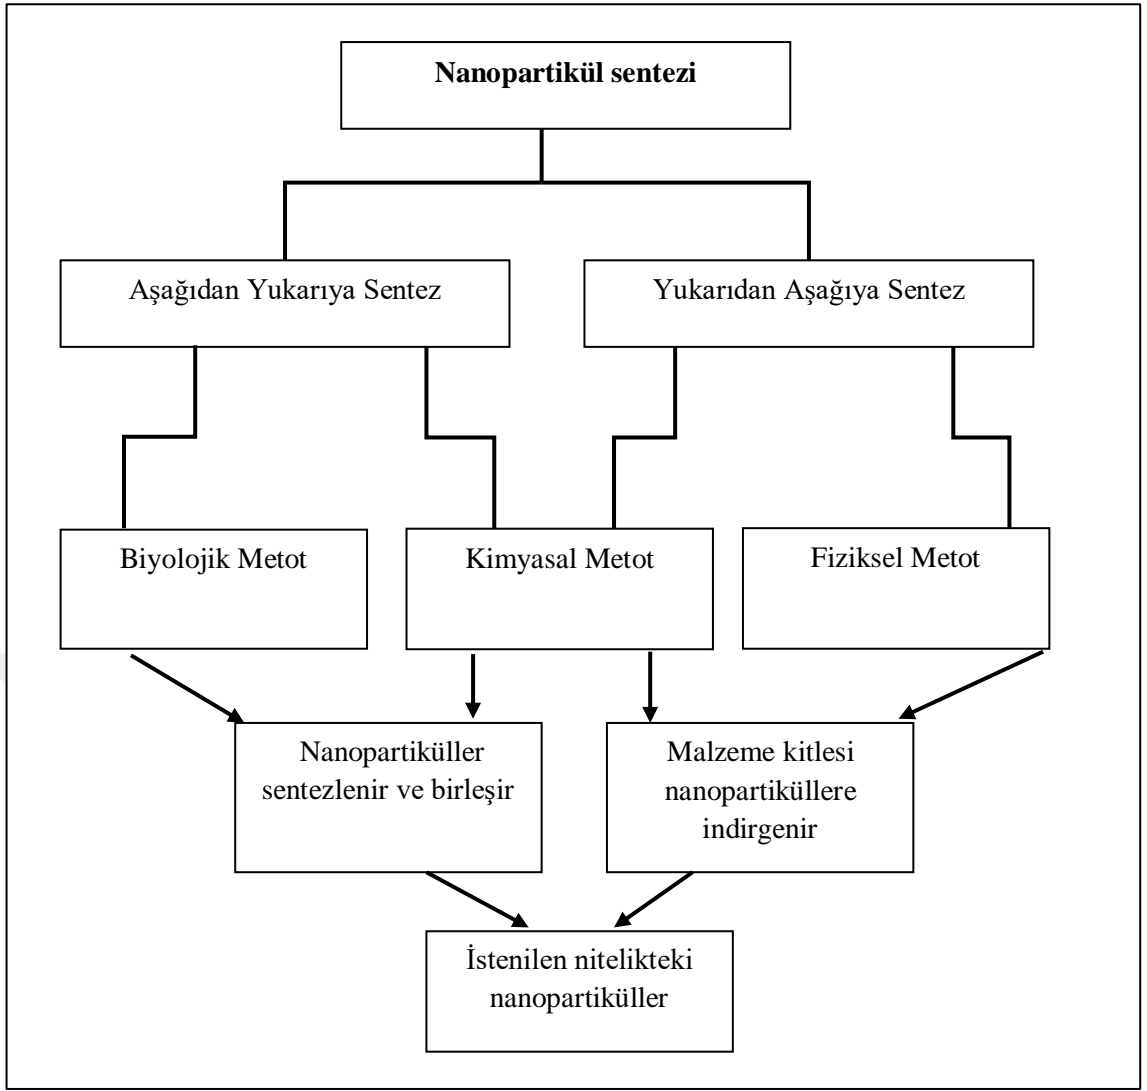 Nanopartikül sentezi
Aşağıdan Yukarıya Sentez
Yukarıdan Aşağıya Sentez
Biyolojik Metot
Kimyasal Metot
Fiziksel Metot
Nanopartiküller
sentezlenir ve birleşir
Malzeme kitlesi
nanopartiküllere
indirgenir
İstenilen nitelikteki
nanopartiküller